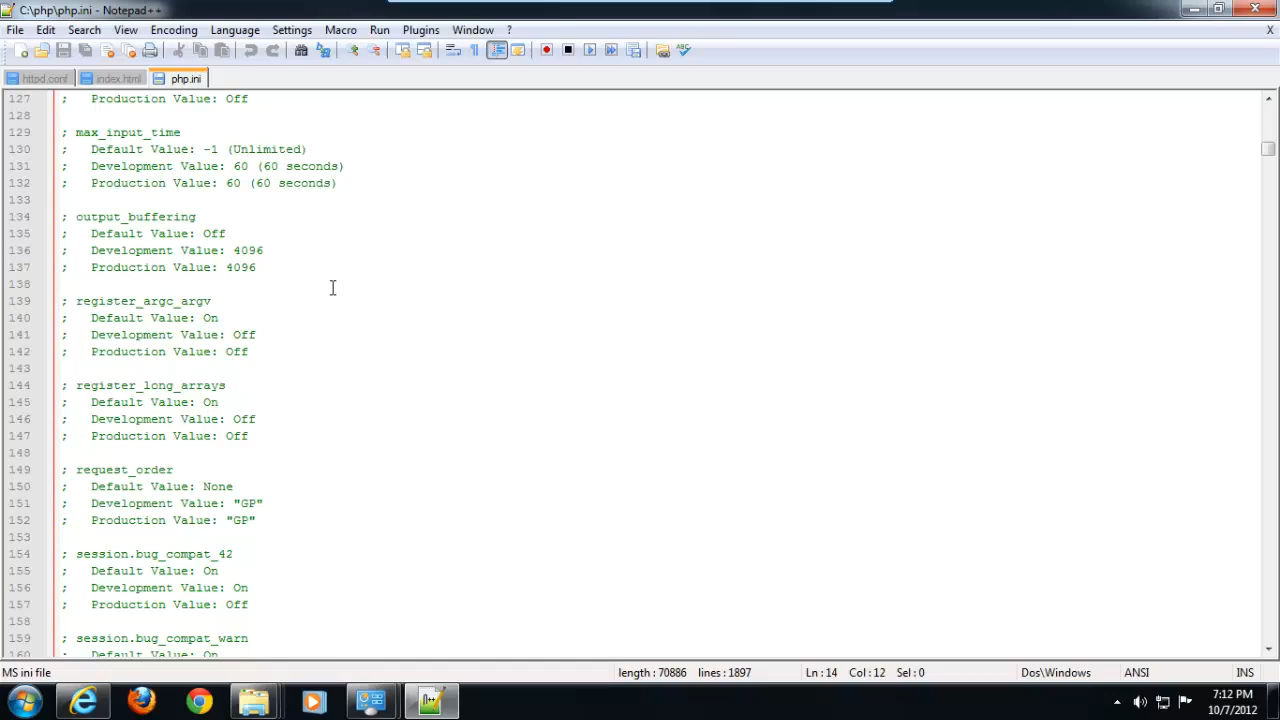 C:\php\php.ini - Notepad++
File Edit Search View Encoding Language Settings Macro Run Plugins Window ? X
httpd.conf index.html php.ini
127 ;   Production Value: Off
128
129 ; max_input_time
130 ;   Default Value: -1 (Unlimited)
131 ;   Development Value: 60 (60 seconds)
132 ;   Production Value: 60 (60 seconds)
133
134 ; output_buffering
135 ;   Default Value: Off
136 ;   Development Value: 4096
137 ;   Production Value: 4096
138
139 ; register_argc_argv
140 ;   Default Value: On
141 ;   Development Value: Off
142 ;   Production Value: Off
143
144 ; register_long_arrays
145 ;   Default Value: On
146 ;   Development Value: Off
147 ;   Production Value: Off
148
149 ; request_order
150 ;   Default Value: None
151 ;   Development Value: "GP"
152 ;   Production Value: "GP"
153
154 ; session.bug_compat_42
155 ;   Default Value: On
156 ;   Development Value: On
157 ;   Production Value: Off
158
159 ; session.bug_compat_warn
160 ;   Default Value: On
MS ini file length : 70886 lines : 1897 Ln : 14 Col : 12 Sel : 0 Dos\Windows ANSI INS
7:12 PM
10/7/2012